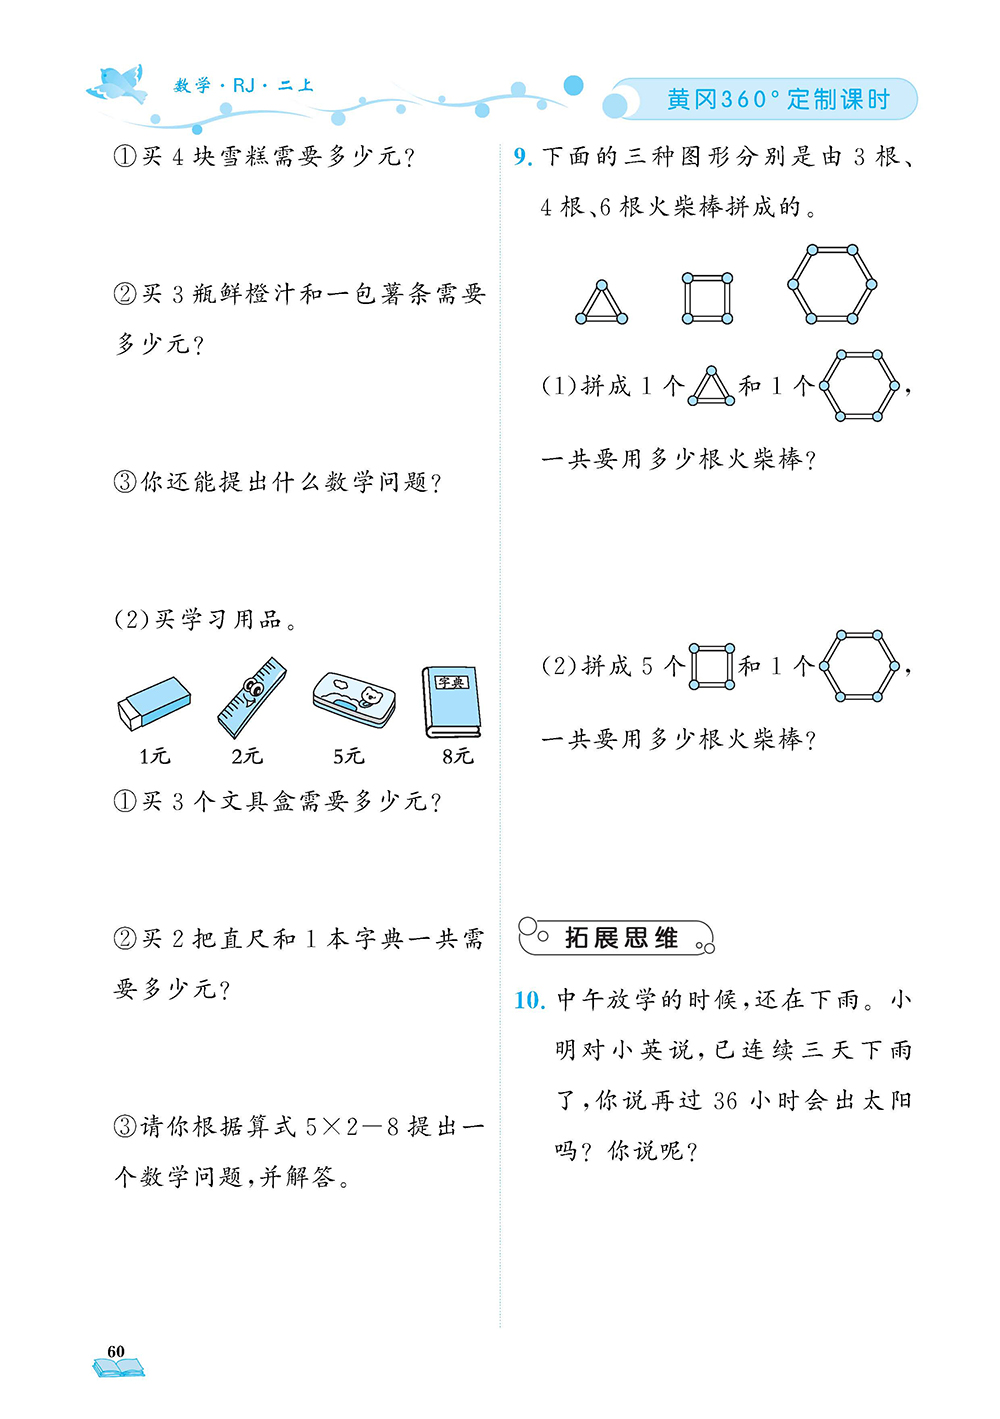 数学·RJ·二上
黄冈360°定制课时
①买 4 块雪糕需要多少元?
②买 3 瓶鲜橙汁和一包薯条需要
多少元?
③你还能提出什么数学问题?
(2)买学习用品。
字典
1元 2元 5元 8元
①买 3 个文具盒需要多少元?
②买 2 把直尺和 1 本字典一共需
要多少元?
③请你根据算式 5×2-8 提出一
个数学问题,并解答。
9. 下面的三种图形分别是由 3 根、
4 根、6 根火柴棒拼成的。
(1)拼成 1 个 和 1 个 ,
一共要用多少根火柴棒?
(2)拼成 5 个 和 1 个 ,
一共要用多少根火柴棒?
拓展思维
10. 中午放学的时候,还在下雨。小
明对小英说,已连续三天下雨
了,你说再过 36 小时会出太阳
吗? 你说呢?
60